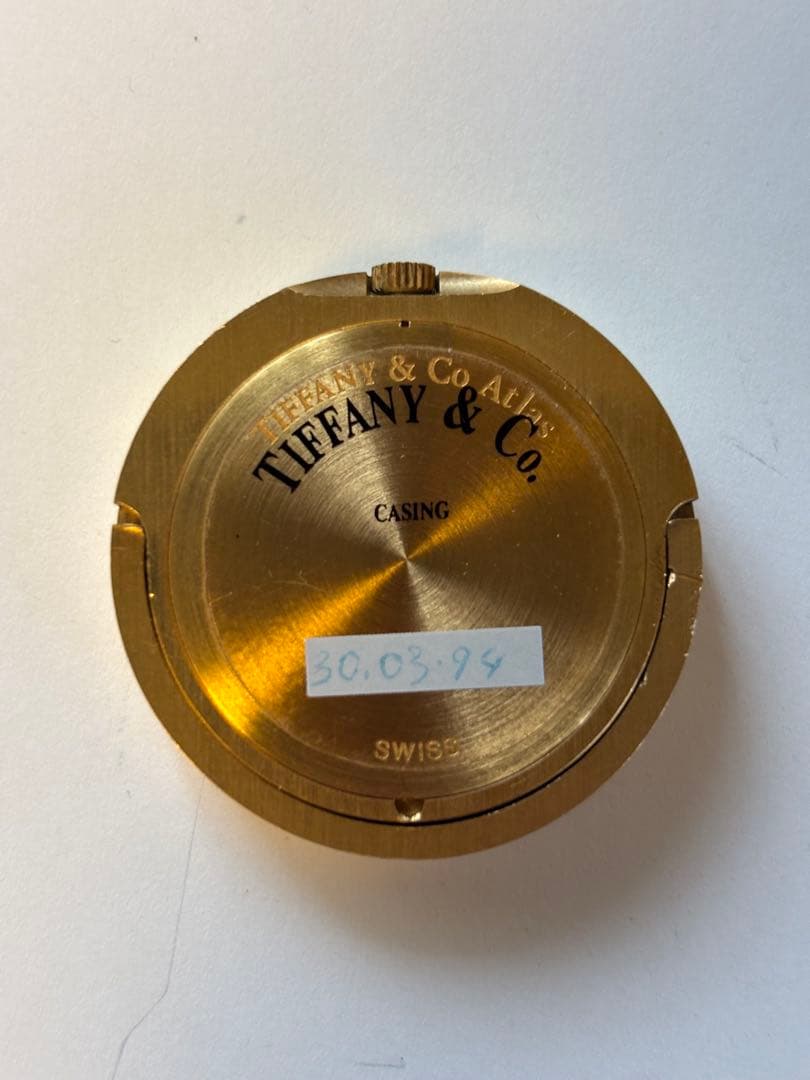 TIFFANY & Co Atlas
TIFFANY & Co.
CASING
30.03.94
SWISS